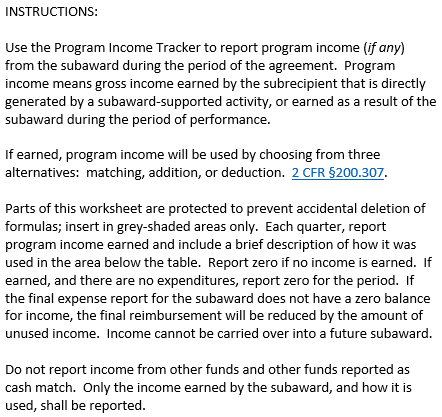 INSTRUCTIONS:
Use the Program Income Tracker to report program income (if any)
from the subaward during the period of the agreement.  Program
income means gross income earned by the subrecipient that is directly
generated by a subaward-supported activity, or earned as a result of the
subaward during the period of performance.
If earned, program income will be used by choosing from three
alternatives:  matching, addition, or deduction.  2 CFR §200.307.
Parts of this worksheet are protected to prevent accidental deletion of
formulas; insert in grey-shaded areas only.  Each quarter, report
program income earned and include a brief description of how it was
used in the area below the table.  Report zero if no income is earned.  If
earned, and there are no expenditures, report zero for the period.  If
the final expense report for the subaward does not have a zero balance
for income, the final reimbursement will be reduced by the amount of
unused income.  Income cannot be carried over into a future subaward.
Do not report income from other funds and other funds reported as
cash match.  Only the income earned by the subaward, and how it is
used, shall be reported.